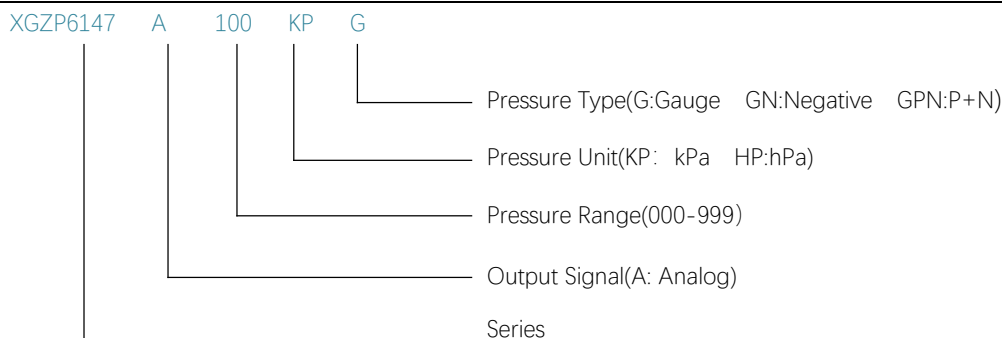 XGZP6147 A 100 KP G
Pressure Type(G:Gauge GN:Negative GPN:P+N)
Pressure Unit(KP： kPa HP:hPa)
Pressure Range(000-999）
Output Signal(A: Analog)
Series